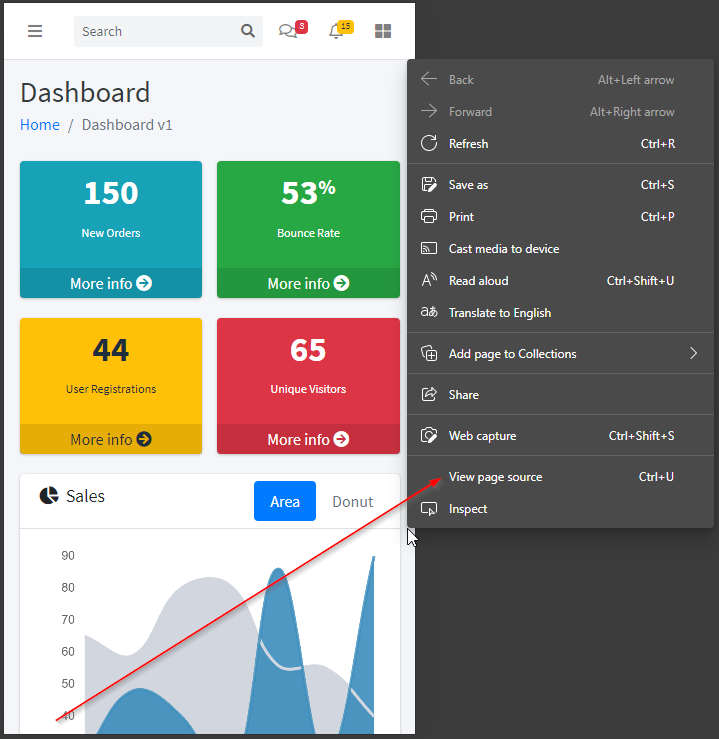 Search
3
15
Dashboard
Home / Dashboard v1
150
New Orders
More info
53%
Bounce Rate
More info
44
User Registrations
More info
65
Unique Visitors
More info
Sales
Area
Donut
90
80
70
60
50
40
Back Alt+Left arrow
Forward Alt+Right arrow
Refresh Ctrl+R
Save as Ctrl+S
Print Ctrl+P
Cast media to device
Read aloud Ctrl+Shift+U
Translate to English
Add page to Collections
Share
Web capture Ctrl+Shift+S
View page source Ctrl+U
Inspect